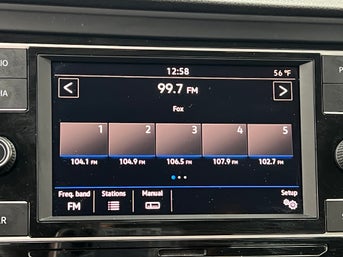 12:58 56 °F
99.7 FM
Fox
1 2 3 4 5
104.1 FM 104.9 FM 106.5 FM 107.9 FM 102.7 FM
Freq. band Stations Manual Setup
FM